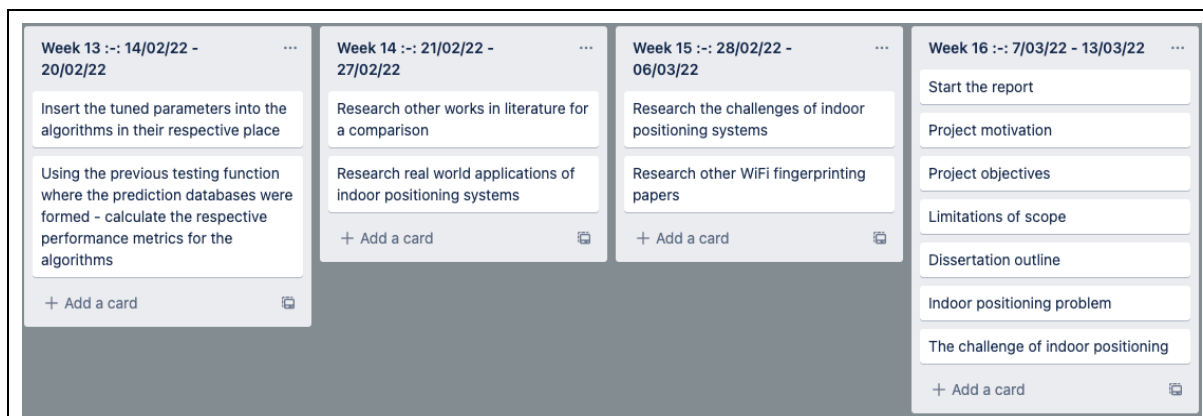 Week 13 :-: 14/02/22 -
20/02/22
Insert the tuned parameters into the
algorithms in their respective place
Using the previous testing function
where the prediction databases were
formed - calculate the respective
performance metrics for the
algorithms
+ Add a card
Week 14 :-: 21/02/22 -
27/02/22
Research other works in literature for
a comparison
Research real world applications of
indoor positioning systems
+ Add a card
Week 15 :-: 28/02/22 -
06/03/22
Research the challenges of indoor
positioning systems
Research other WiFi fingerprinting
papers
+ Add a card
Week 16 :-: 7/03/22 - 13/03/22
Start the report
Project motivation
Project objectives
Limitations of scope
Dissertation outline
Indoor positioning problem
The challenge of indoor positioning
+ Add a card